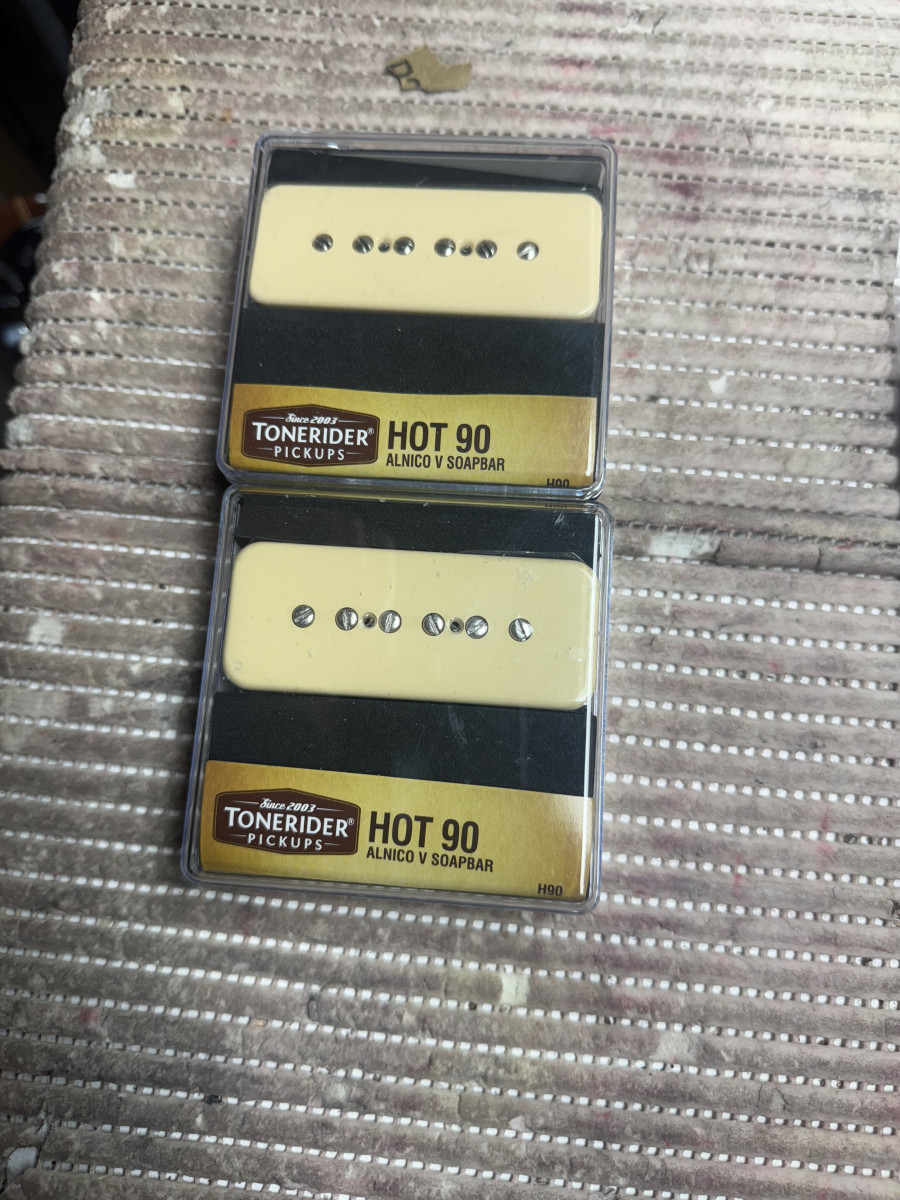 Since 2003
TONERIDER®
PICKUPS
HOT 90
ALNICO V SOAPBAR
H90
Since 2003
TONERIDER®
PICKUPS
HOT 90
ALNICO V SOAPBAR
H90